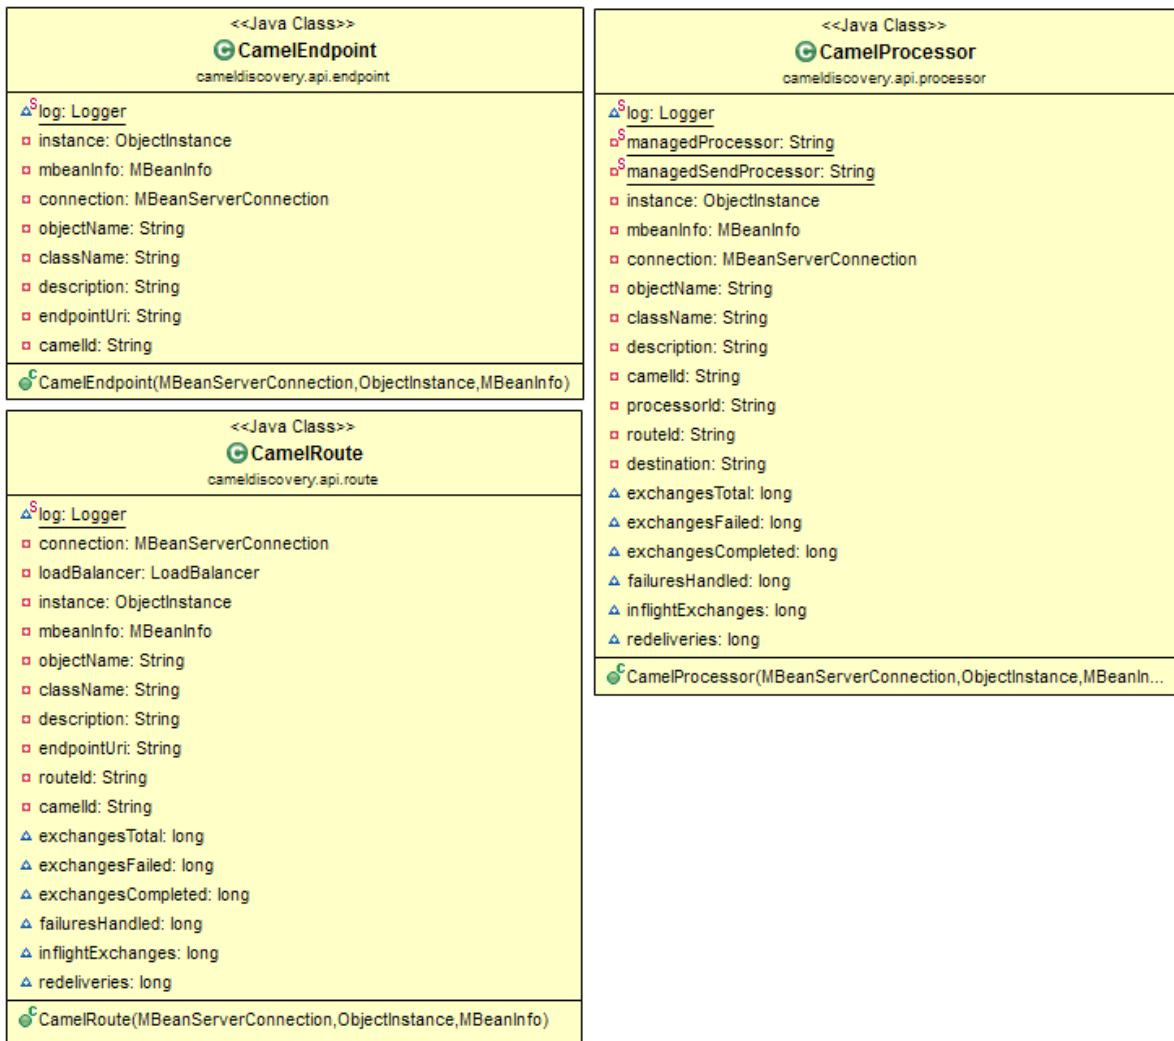 <<Java Class>>
CamelEndpoint
cameldiscovery.api.endpoint
log: Logger
instance: ObjectInstance
mbeanInfo: MBeanInfo
connection: MBeanServerConnection
objectName: String
className: String
description: String
endpointUri: String
camelId: String
CamelEndpoint(MBeanServerConnection,ObjectInstance,MBeanInfo)
<<Java Class>>
CamelRoute
cameldiscovery.api.route
log: Logger
connection: MBeanServerConnection
loadBalancer: LoadBalancer
instance: ObjectInstance
mbeanInfo: MBeanInfo
objectName: String
className: String
description: String
endpointUri: String
routeId: String
camelId: String
exchangesTotal: long
exchangesFailed: long
exchangesCompleted: long
failuresHandled: long
inflightExchanges: long
redeliveries: long
CamelRoute(MBeanServerConnection,ObjectInstance,MBeanInfo)
<<Java Class>>
CamelProcessor
cameldiscovery.api.processor
log: Logger
managedProcessor: String
managedSendProcessor: String
instance: ObjectInstance
mbeanInfo: MBeanInfo
connection: MBeanServerConnection
objectName: String
className: String
description: String
camelId: String
processorId: String
routeId: String
destination: String
exchangesTotal: long
exchangesFailed: long
exchangesCompleted: long
failuresHandled: long
inflightExchanges: long
redeliveries: long
CamelProcessor(MBeanServerConnection,ObjectInstance,MBeanIn...